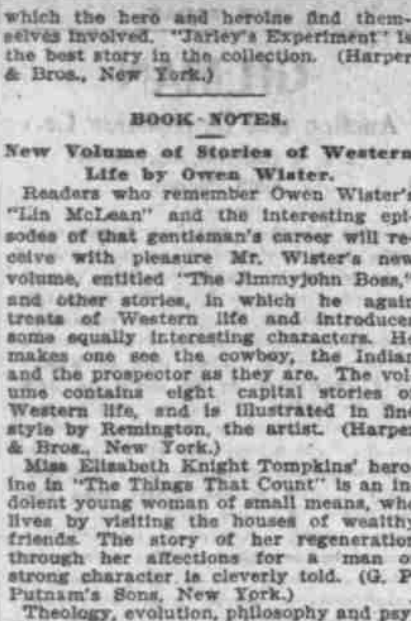 which the hero and heroine find them-
selves involved. "Jarley's Experiment" is
the best story in the collection. (Harper
& Bros., New York.)
BOOK NOTES.
New Volume of Stories of Western
Life by Owen Wister.
Readers who remember Owen Wister's
"Lin McLean" and the interesting epi-
sodes of that gentleman's career will re-
ceive with pleasure Mr. Wister's new
volume, entitled "The Jimmyjohn Boss,"
and other stories, in which he again
treats of Western life and introduces
some equally interesting characters. He
makes one see the cowboy, the Indian
and the prospector as they are. The vol-
ume contains eight capital stories of
Western life, and is illustrated in fine
style by Remington, the artist. (Harper
& Bros., New York.)
Miss Elizabeth Knight Tompkins' hero-
ine in "The Things That Count" is an in-
dolent young woman of small means, who
lives by visiting the houses of wealthy
friends. The story of her regeneration
through her affections for a man of
strong character is cleverly told. (G. P.
Putnam's Sons, New York.)
Theology, evolution, philosophy and psy-